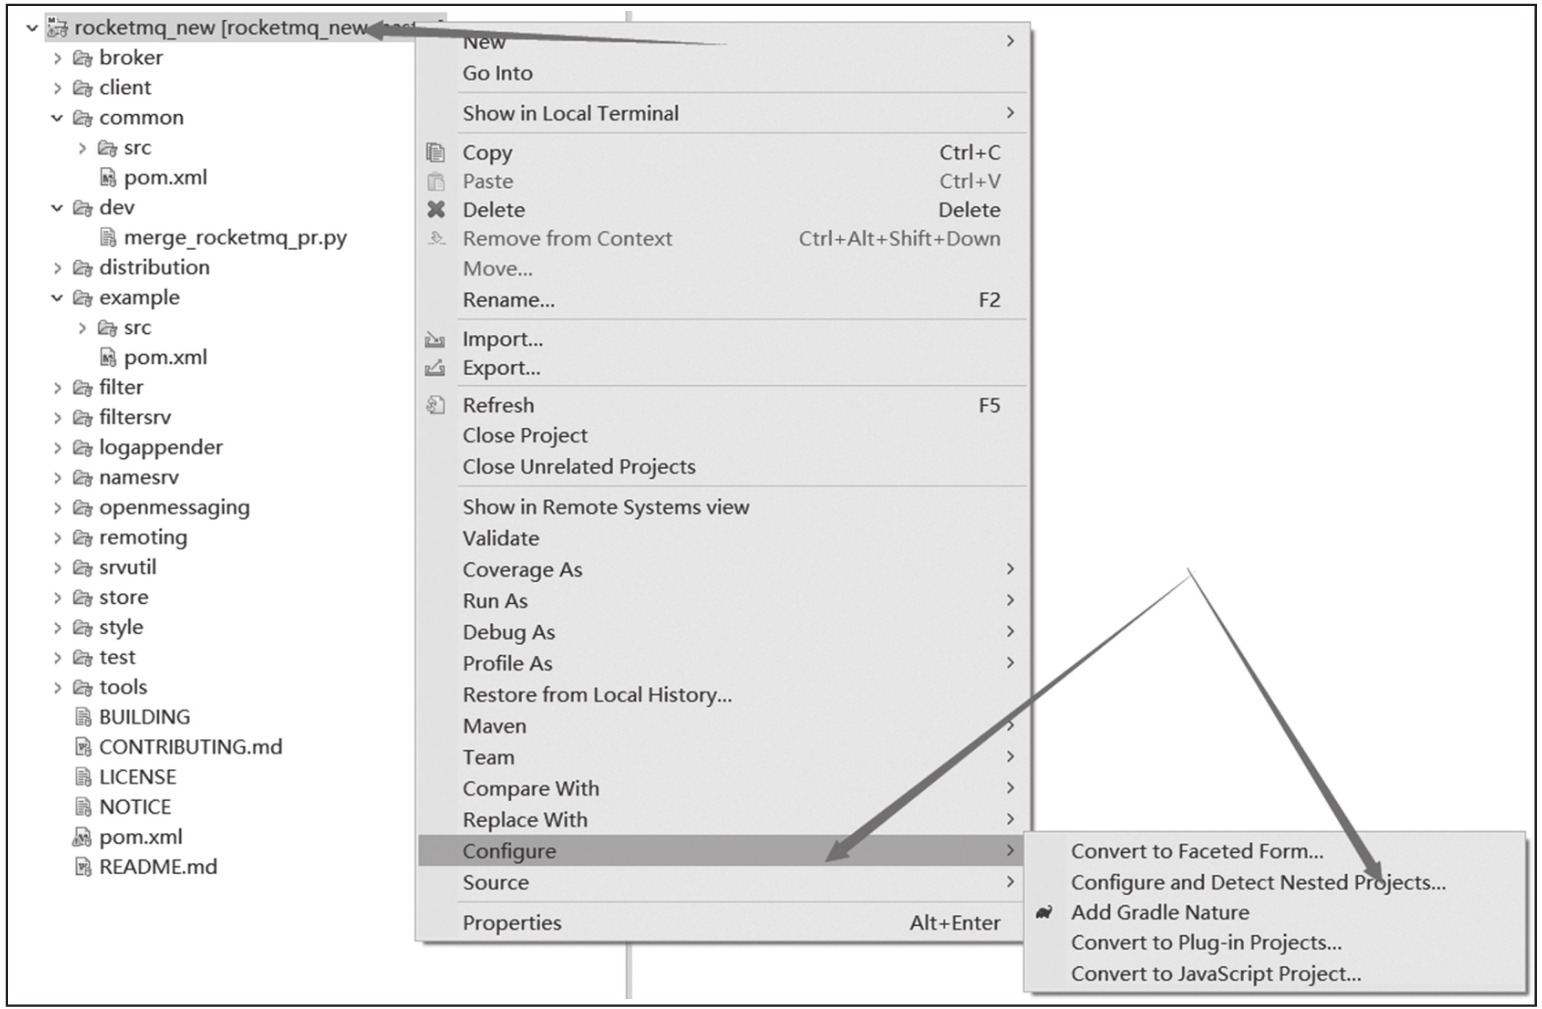 rocketmq_new [rocketmq_new
broker
client
common
src
pom.xml
dev
merge_rocketmq_pr.py
distribution
example
src
pom.xml
filter
filtersrv
logappender
namesrv
openmessaging
remoting
srvutil
store
style
test
tools
BUILDING
CONTRIBUTING.md
LICENSE
NOTICE
pom.xml
README.md
New
Go Into
Show in Local Terminal
Copy Ctrl+C
Paste Ctrl+V
Delete Delete
Remove from Context Ctrl+Alt+Shift+Down
Move...
Rename... F2
Import...
Export...
Refresh F5
Close Project
Close Unrelated Projects
Show in Remote Systems view
Validate
Coverage As
Run As
Debug As
Profile As
Restore from Local History...
Maven
Team
Compare With
Replace With
Configure
Source
Properties Alt+Enter
Convert to Faceted Form...
Configure and Detect Nested Projects...
Add Gradle Nature
Convert to Plug-in Projects...
Convert to JavaScript Project...